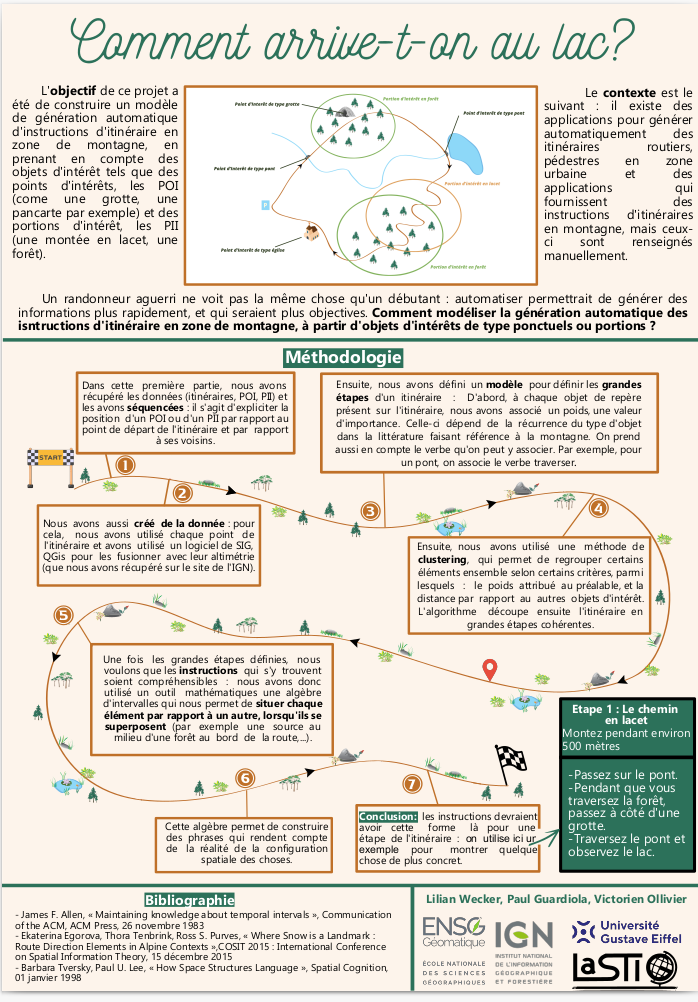 Comment arrive-t-on au lac?
L'objectif de ce projet a
été de construire un modèle
de génération automatique
d'instructions d'itinéraire en
zone de montagne, en
prenant en compte des
objets d'intérêt tels que des
points d'intérêts, les POI
(come une grotte, une
pancarte par exemple) et des
portions d'intérêt, les PII
(une montée en lacet, une
forêt).
Point d'intérêt de type grotte
Portion d'intérêt en forêt
Point d'intérêt de type pont
Point d'intérêt de type pont
Portion d'intérêt en lacet
P
Point d'intérêt de type église
Portion d'intérêt en forêt
Le contexte est le
suivant : il existe des
applications pour générer
automatiquement des
itinéraires routiers,
pédestres en zone
urbaine et des
applications qui
fournissent des
instructions d'itinéraires
en montagne, mais ceux-
ci sont renseignés
manuellement.
Un randonneur aguerri ne voit pas la même chose qu'un débutant : automatiser permettrait de générer des
informations plus rapidement, et qui seraient plus objectives. Comment modéliser la génération automatique des
isntructions d'itinéraire en zone de montagne, à partir d'objets d'intérêts de type ponctuels ou portions ?
Méthodologie
Dans cette première partie, nous avons
récupéré les données (itinéraires, POI, PII) et
les avons séquencées : il s'agit d'expliciter la
position d'un POI ou d'un PII par rapport au
point de départ de l'itinéraire et par rapport
à ses voisins.
Ensuite, nous avons défini un modèle pour définir les grandes
étapes d'un itinéraire : D'abord, à chaque objet de repère
présent sur l'itinéraire, nous avons associé un poids, une valeur
d'importance. Celle-ci dépend de la récurrence du type d'objet
dans la littérature faisant référence à la montagne. On prend
aussi en compte le verbe qu'on peut y associer. Par exemple, pour
un pont, on associe le verbe traverser.
START
1
2
3
4
Nous avons aussi créé de la donnée : pour
cela, nous avons utilisé chaque point de
l'itinéraire et avons utilisé un logiciel de SIG,
QGis pour les fusionner avec leur altimétrie
(que nous avons récupéré sur le site de l'IGN).
Ensuite, nous avons utilisé une méthode de
clustering, qui permet de regrouper certains
éléments ensemble selon certains critères, parmi
lesquels : le poids attribué au préalable, et la
distance par rapport au autres objets d'intérêt.
L'algorithme découpe ensuite l'itinéraire en
grandes étapes cohérentes.
5
Une fois les grandes étapes définies, nous
voulons que les instructions qui s'y trouvent
soient compréhensibles : nous avons donc
utilisé un outil mathématiques une algèbre
d'intervalles qui nous permet de situer chaque
élément par rapport à un autre, lorsqu'ils se
superposent (par exemple une source au
milieu d'une forêt au bord de la route,...).
Etape 1 : Le chemin
en lacet
Montez pendant environ
500 mètres
-Passez sur le pont.
-Pendant que vous
traversez la forêt,
passez à côté d'une
grotte.
-Traversez le pont et
observez le lac.
6
7
Cette algèbre permet de construire
des phrases qui rendent compte
de la réalité de la configuration
spatiale des choses.
Conclusion: les instructions devraient
avoir cette forme là pour une
étape de l'itinéraire : on utilise ici un
exemple pour montrer quelque
chose de plus concret.
Bibliographie
- James F. Allen, « Maintaining knowledge about temporal intervals », Communication
of the ACM, ACM Press, 26 novembre 1983
- Ekaterina Egorova, Thora Tenbrink, Ross S. Purves, « Where Snow is a Landmark :
Route Direction Elements in Alpine Contexts »,COSIT 2015 : International Conference
on Spatial Information Theory, 15 décembre 2015
- Barbara Tversky, Paul U. Lee, « How Space Structures Language », Spatial Cognition,
01 janvier 1998
Lilian Wecker, Paul Guardiola, Victorien Ollivier
ENSG
Géomatique
ÉCOLE NATIONALE
DES SCIENCES
GÉOGRAPHIQUES
IGN
INSTITUT NATIONAL
DE L'INFORMATION
GÉOGRAPHIQUE
ET FORESTIÈRE
Université
Gustave Eiffel
LaSTIG